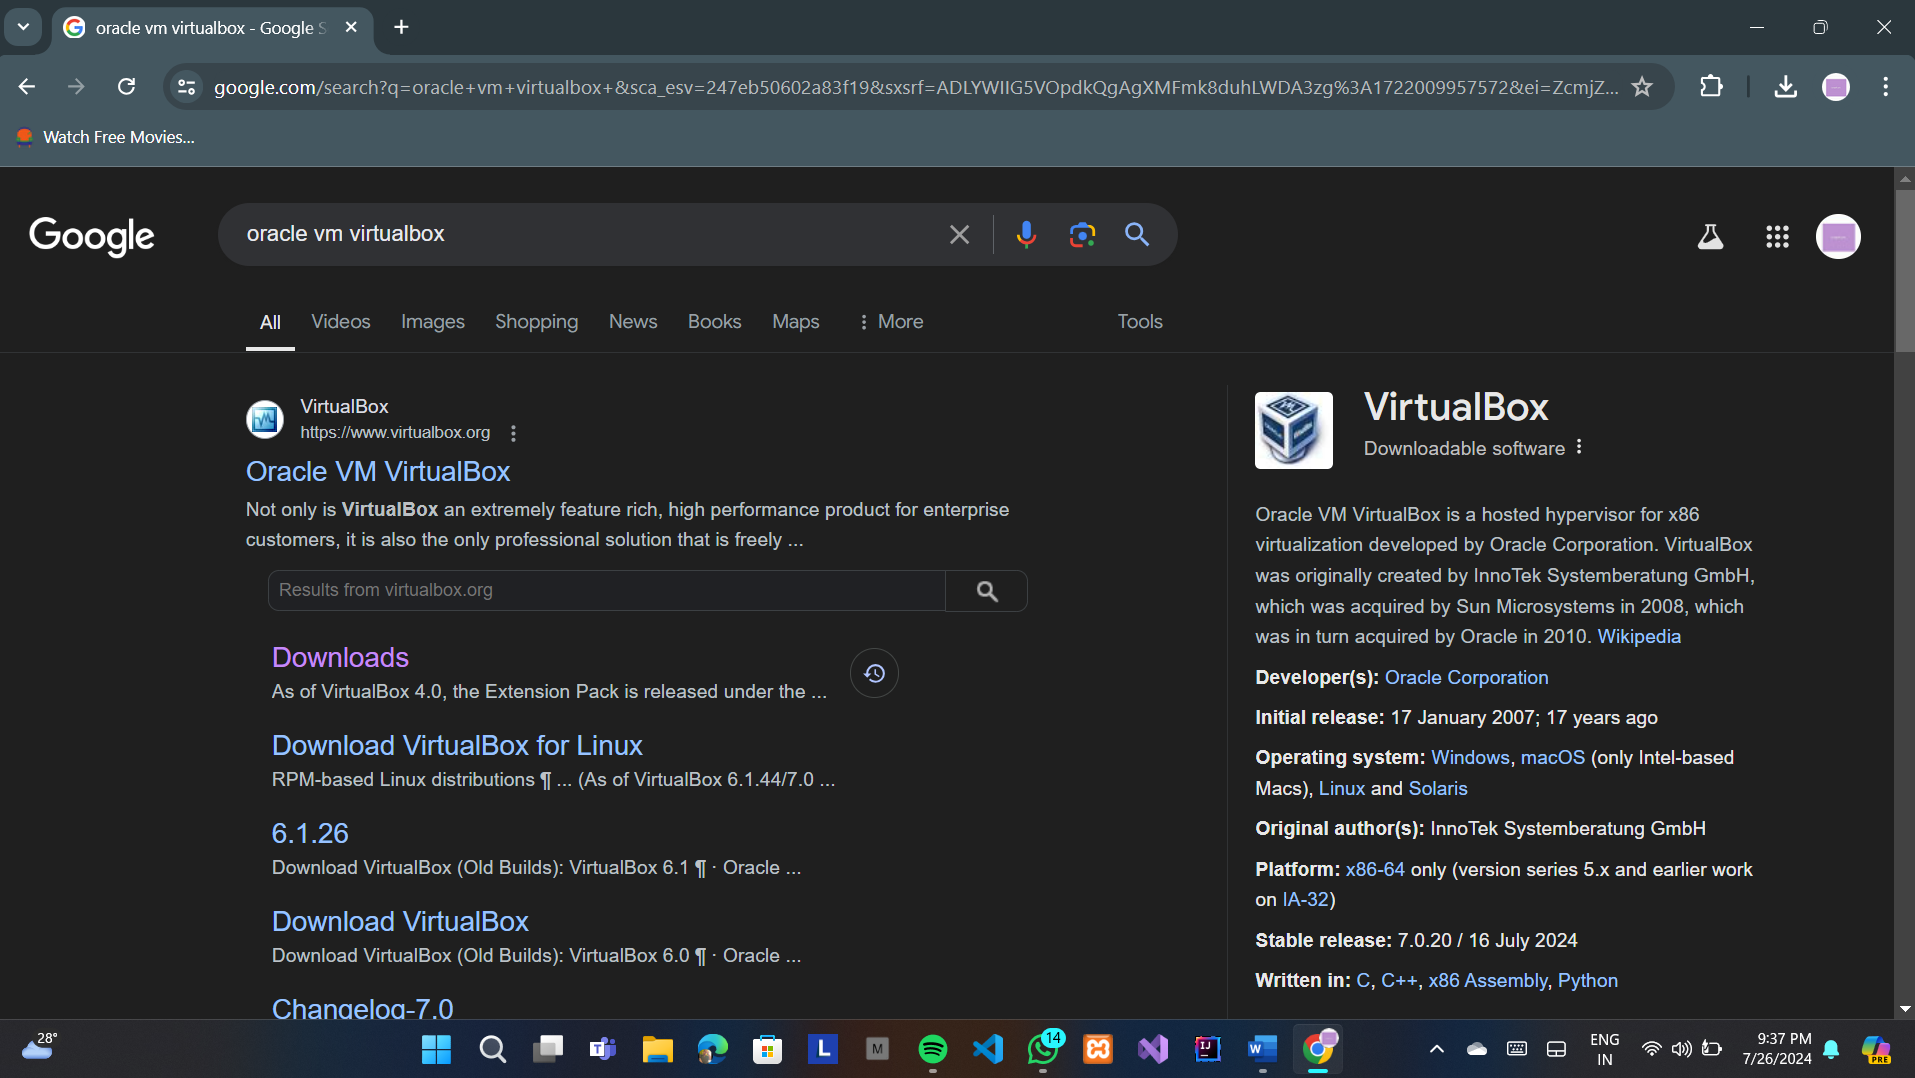 oracle vm virtualbox - Google S
google.com/search?q=oracle+vm+virtualbox+&sca_esv=247eb50602a83f19&sxsrf=ADLYWIIG5VOpdkQgAgXMFmk8duhLWDA3zg%3A1722009957572&ei=ZcmjZ...
Watch Free Movies...
Google
oracle vm virtualbox
All Videos Images Shopping News Books Maps More Tools
VirtualBox
https://www.virtualbox.org
Oracle VM VirtualBox
Not only is VirtualBox an extremely feature rich, high performance product for enterprise
customers, it is also the only professional solution that is freely ...
Results from virtualbox.org
Downloads
As of VirtualBox 4.0, the Extension Pack is released under the ...
Download VirtualBox for Linux
RPM-based Linux distributions ¶ ... (As of VirtualBox 6.1.44/7.0 ...
6.1.26
Download VirtualBox (Old Builds): VirtualBox 6.1 ¶ · Oracle ...
Download VirtualBox
Download VirtualBox (Old Builds): VirtualBox 6.0 ¶ · Oracle ...
Changelog-7.0
VirtualBox
Downloadable software
Oracle VM VirtualBox is a hosted hypervisor for x86
virtualization developed by Oracle Corporation. VirtualBox
was originally created by InnoTek Systemberatung GmbH,
which was acquired by Sun Microsystems in 2008, which
was in turn acquired by Oracle in 2010. Wikipedia
Developer(s): Oracle Corporation
Initial release: 17 January 2007; 17 years ago
Operating system: Windows, macOS (only Intel-based
Macs), Linux and Solaris
Original author(s): InnoTek Systemberatung GmbH
Platform: x86-64 only (version series 5.x and earlier work
on IA-32)
Stable release: 7.0.20 / 16 July 2024
Written in: C, C++, x86 Assembly, Python
28°
L
M
14
IJ
W
ENG
IN
9:37 PM
7/26/2024
PRE